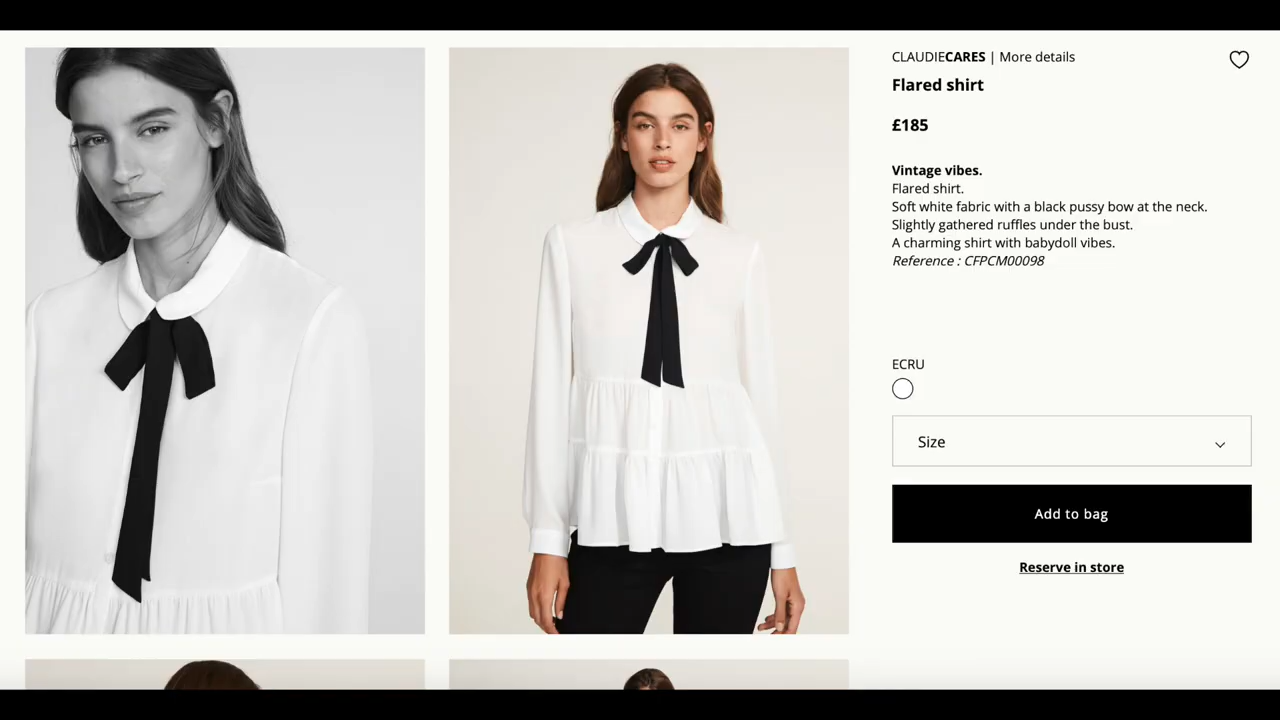 CLAUDIECARES | More details
Flared shirt
£185
Vintage vibes.
Flared shirt.
Soft white fabric with a black pussy bow at the neck.
Slightly gathered ruffles under the bust.
A charming shirt with babydoll vibes.
Reference : CFPCM00098
ECRU
Size
Add to bag
Reserve in store